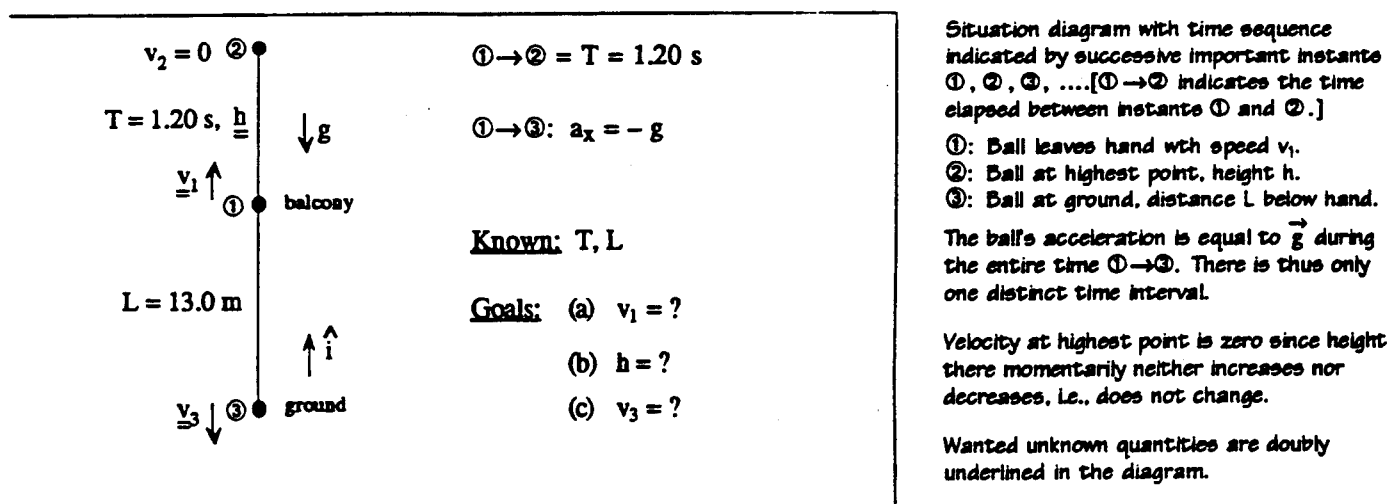 v₂ = 0 ②
T = 1.20 s, h
g
v₁
① balcony
L = 13.0 m
î
v₃ ③ ground
①→② = T = 1.20 s
①→③: aₓ = – g
Known: T, L
Goals: (a) v₁ = ?
(b) h = ?
(c) v₃ = ?
Situation diagram with time sequence
indicated by successive important instants
①, ②, ③, ....[①→② indicates the time
elapsed between instants ① and ②.]
①: Ball leaves hand wth speed v₁.
②: Ball at highest point, height h.
③: Ball at ground, distance L below hand.
The ball's acceleration is equal to g⃗ during
the entire time ①→③. There is thus only
one distinct time interval.
Velocity at highest point is zero since height
there momentarily neither increases nor
decreases, i.e., does not change.
Wanted unknown quantities are doubly
underlined in the diagram.